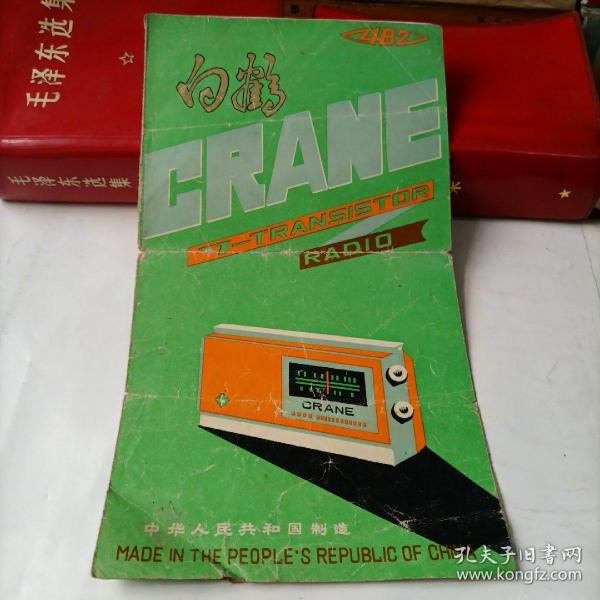 毛泽东选集
毛泽东选集
482
白鹤
CRANE
7-TRANSISTOR
RADIO
CRANE
中华人民共和国制造
MADE IN THE PEOPLE'S REPUBLIC OF CHINA
孔夫子旧书网
www.kongfz.com